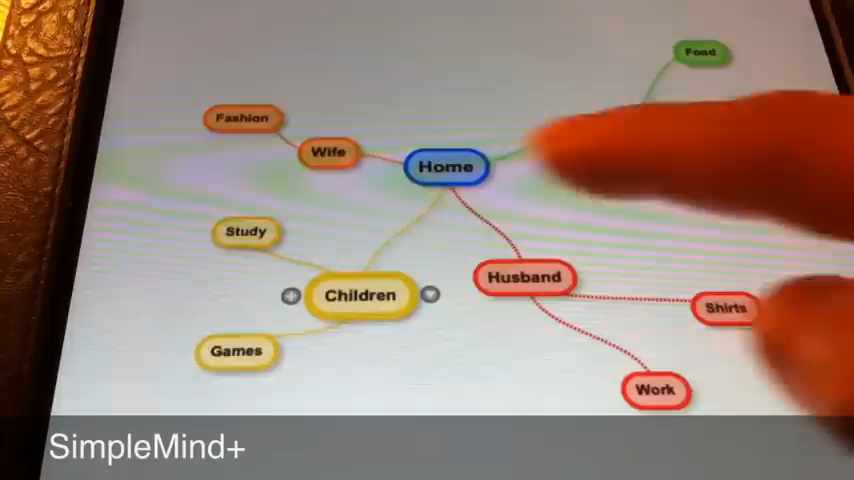 Food
Fashion
Wife
Home
Study
Husband
Children
Shirts
Games
Work
SimpleMind+